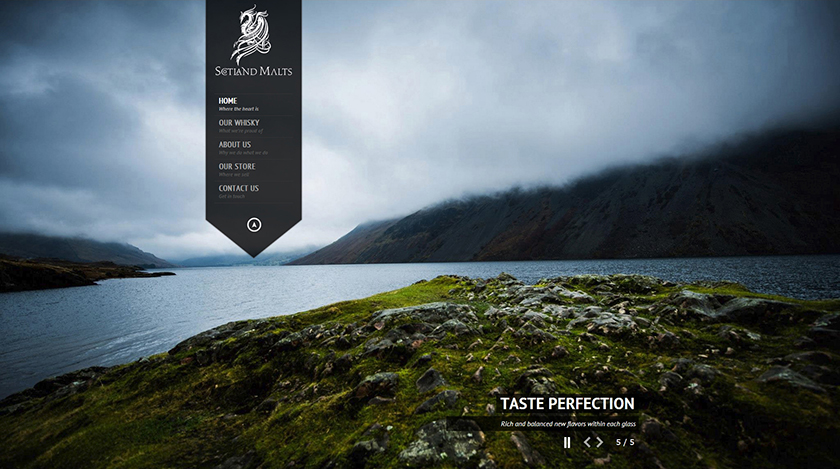 Scotland Malts
HOME
Where the heart is
OUR WHISKY
What we're proud of
ABOUT US
Why we do what we do
OUR STORE
Where we sell
CONTACT US
Get in touch
TASTE PERFECTION
Rich and balanced new flavors within each glass
5 / 5